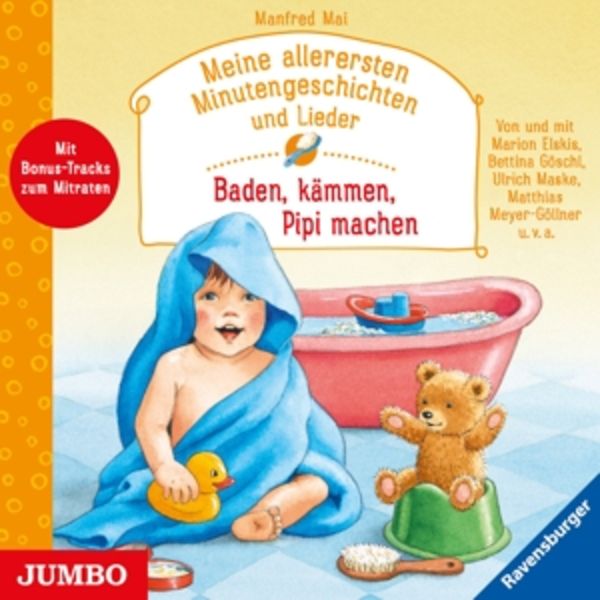 Manfred Mai
Meine allerersten
Minutengeschichten
und Lieder
Baden, kämmen,
Pipi machen
Mit
Bonus-Tracks
zum Mitraten
Von und mit
Marion Elskis,
Bettina Göschl,
Ulrich Maske,
Matthias
Meyer-Göllner
u. v. a.
JUMBO
Ravensburger